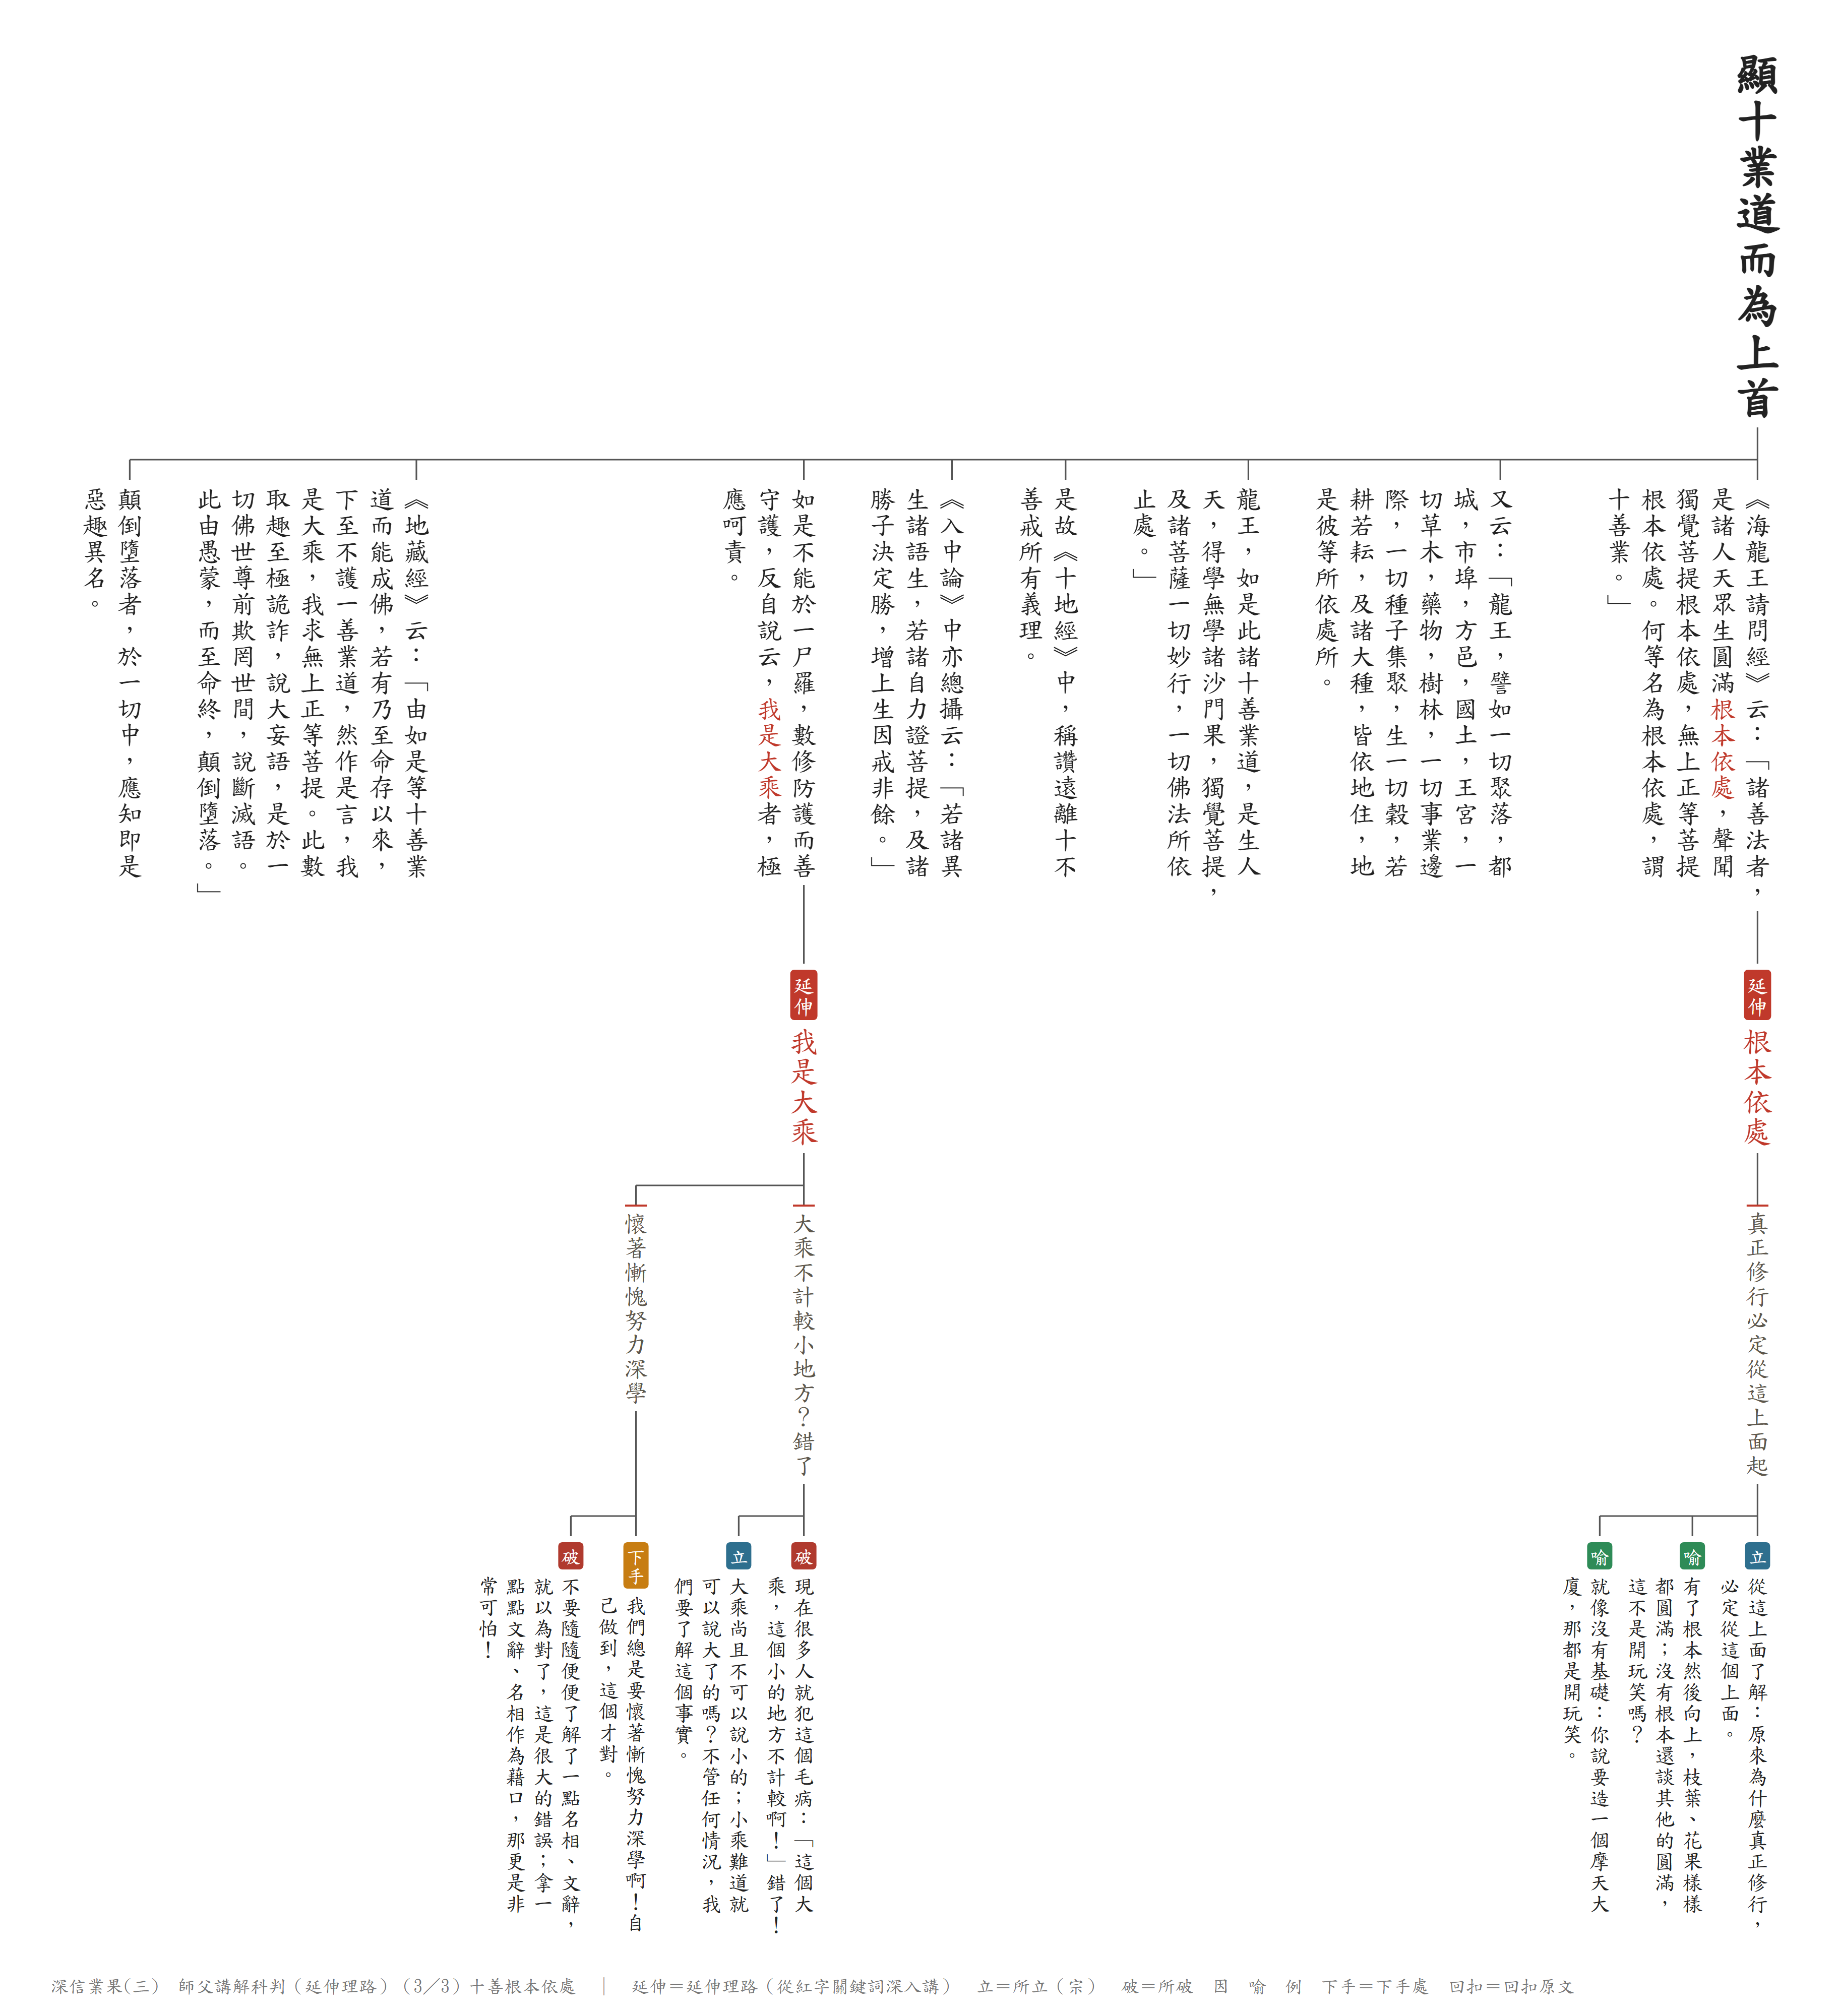 顯十業道而為上首
《海龍王請問經》云：「諸善法者，
是諸人天眾生圓滿根本依處，聲聞
獨覺菩提根本依處，無上正等菩提
根本依處。何等名為根本依處，謂
十善業。」
又云：「龍王，譬如一切聚落，都
城，市埠，方邑，國土，王宮，一
切草木，藥物，樹林，一切事業邊
際，一切種子集聚，生一切穀，若
耕若耘，及諸大種，皆依地住，地
是彼等所依處所。
龍王，如是此諸十善業道，是生人
天，得學無學諸沙門果，獨覺菩提，
及諸菩薩一切妙行，一切佛法所依
止處。」
是故《十地經》中，稱讚遠離十不
善戒所有義理。
《入中論》中亦總攝云：「若諸異
生諸語生，若諸自力證菩提，及諸
勝子決定勝，增上生因戒非餘。」
如是不能於一尸羅，數修防護而善
守護，反自說云，我是大乘者，極
應呵責。
《地藏經》云：「由如是等十善業
道而能成佛，若有乃至命存以來，
下至不護一善業道，然作是言，我
是大乘，我求無上正等菩提。此數
取趣至極詭詐，說大妄語，是於一
切佛世尊前欺罔世間，說斷滅語。
此由愚蒙，而至命終，顛倒墮落。」
顛倒墮落者，於一切中，應知即是
惡趣異名。
延伸
根本依處
真正修行必定從這上面起
立
從這上面了解：原來為什麼真正修行，
必定從這個上面。
喻
有了根本然後向上，枝葉、花果樣樣
都圓滿；沒有根本還談其他的圓滿，
這不是開玩笑嗎？
喻
就像沒有基礎：你說要造一個摩天大
廈，那都是開玩笑。
延伸
我是大乘
大乘不計較小地方？錯了
破
現在很多人就犯這個毛病：「這個大
乘，這個小的地方不計較啊！」錯了！
立
大乘尚且不可以說小的；小乘難道就
可以說大了的嗎？不管任何情況，我
們要了解這個事實。
懷著慚愧努力深學
下手
我們總是要懷著慚愧努力深學啊！自
己做到，這個才對。
破
不要隨隨便便了解了一點名相、文辭，
就以為對了，這是很大的錯誤；拿一
點點文辭、名相作為藉口，那更是非
常可怕！
深信業果(三)　師父講解科判（延伸理路）（3／3）十善根本依處　｜　延伸＝延伸理路（從紅字關鍵詞深入講）　立＝所立（宗）　破＝所破　因　喻　例　下手＝下手處　回扣＝回扣原文